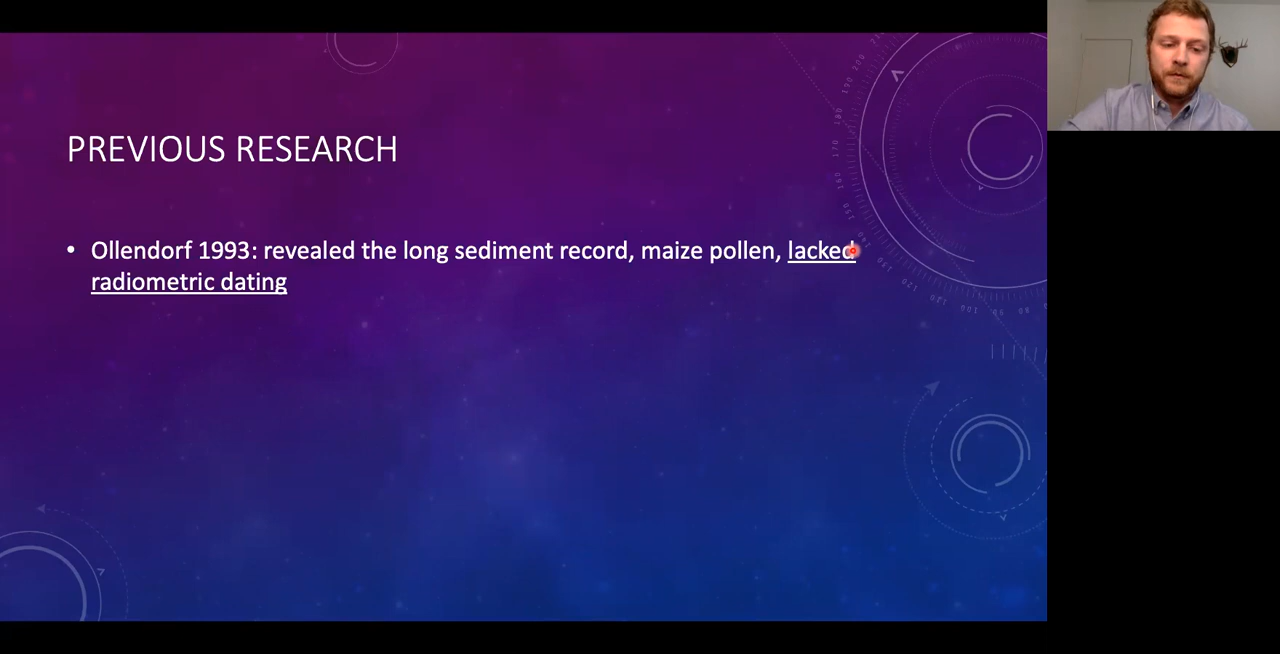 PREVIOUS RESEARCH
• Ollendorf 1993: revealed the long sediment record, maize pollen, lacked
radiometric dating